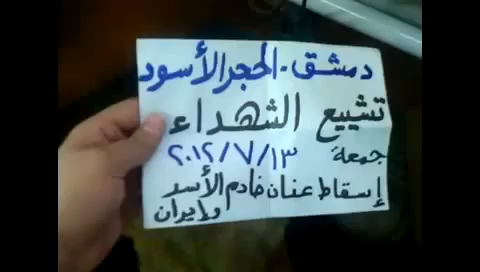 دمشق - الحجر الأسود
تشييع الشهداء
جمعة ١٣/٧/٢٠١٢
إسقاط عنان خادم الأسد
وإيران